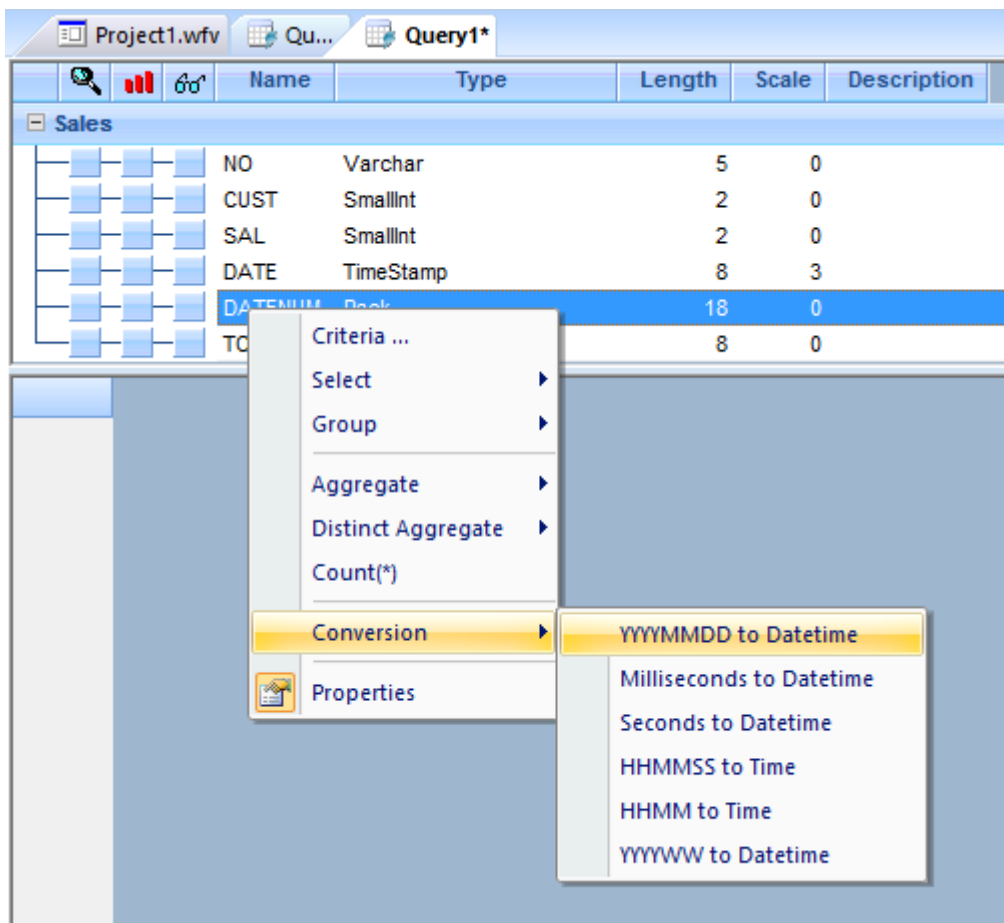 Project1.wfv Qu... Query1*
Name Type Length Scale Description
Sales
NO Varchar 5 0
CUST SmallInt 2 0
SAL SmallInt 2 0
DATE TimeStamp 8 3
DATENUM Pack 18 0
TO 8 0
Criteria ...
Select
Group
Aggregate
Distinct Aggregate
Count(*)
Conversion
Properties
YYYYMMDD to Datetime
Milliseconds to Datetime
Seconds to Datetime
HHMMSS to Time
HHMM to Time
YYYYWW to Datetime